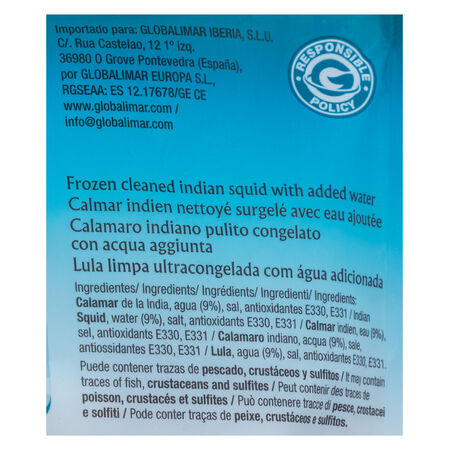 Importado para: GLOBALIMAR IBERIA, S.L.U.
C/. Rua Castelao, 12 1º izq.
36980 O Grove Pontevedra (España),
por GLOBALIMAR EUROPA S.L.,
RGSEAA: ES 12.17678/GE CE
www.globalimar.com /
info@globalimar.com
RESPONSIBLE
G
POLICY
Frozen cleaned indian squid with added water
Calmar indien nettoyé surgelé avec eau ajoutée
Calamaro indiano pulito congelato
con acqua aggiunta
Lula limpa ultracongelada com água adicionada
Ingredientes/ Ingredients/ Ingrédients/ Ingredienti/ Ingredients:
Calamar de la India, agua (9%), sal, antioxidantes E330, E331 / Indian
Squid, water (9%), salt, antioxidants E330, E331 / Calmar indien, eau (9%),
sel, antioxidants E330, E331 / Calamaro indiano, acqua (9%), sale,
antiossidantes E330, E331 / Lula, agua (9%), sal, antioxidants E330, E331.
Puede contener trazas de pescado, crustáceos y sulfitos / It may contain
traces of fish, crustaceans and sulfites / Peut contenir des traces de
poisson, crustacés et sulfites / Può contenere tracce di pesce, crostacei
e solfiti / Pode conter traças de peixe, crustáceos e sulfitos.